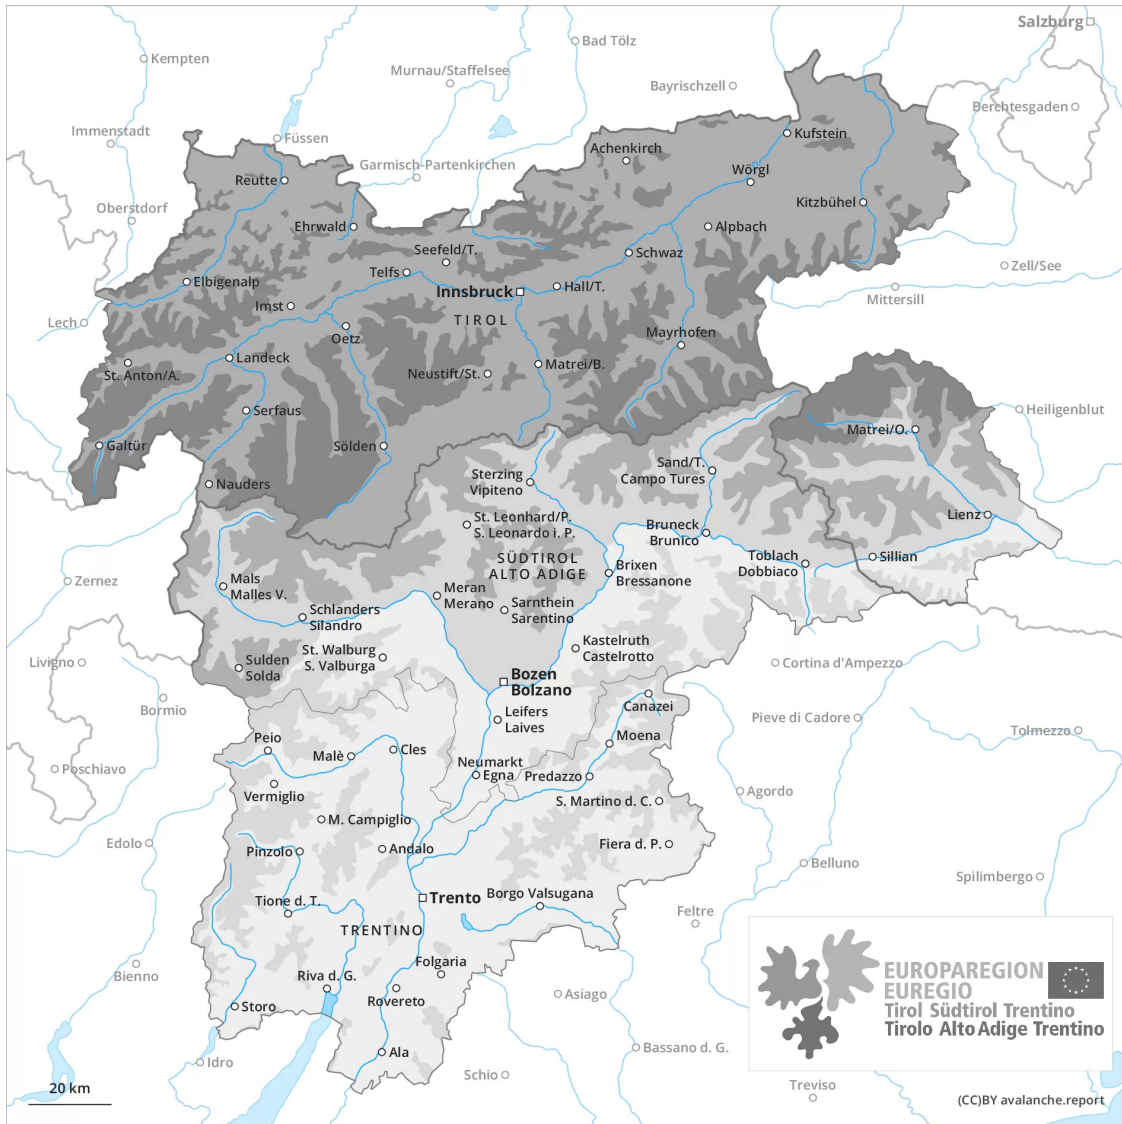 Salzburg
Bad Tölz
Kempten
Murnau/Staffelsee
Bayrischzell
Berchtesgaden
Immenstadt
Füssen
Kufstein
Achenkirch
Garmisch-Partenkirchen
Wörgl
Reutte
Oberstdorf
Kitzbühel
Ehrwald
Alpbach
Seefeld/T.
Schwaz
Telfs
Zell/See
Elbigenalp
Hall/T.
Innsbruck
Mittersill
Imst
TIROL
Lech
Oetz
Mayrhofen
Landeck
Matrei/B.
St. Anton/A.
Neustift/St.
Serfaus
Heiligenblut
Matrei/O.
Galtür
Sölden
Sand/T.
Campo Tures
Sterzing
Vipiteno
Nauders
St. Leonhard/P.
S. Leonardo i. P.
Lienz
Bruneck
Brunico
SÜDTIROL
ALTO ADIGE
Toblach
Dobbiaco
Sillian
Brixen
Bressanone
Zernez
Mals
Malles V.
Meran
Merano
Sarnthein
Sarentino
Schlanders
Silandro
Kastelruth
Castelrotto
St. Walburg
S. Valburga
Livigno
Sulden
Solda
Cortina d'Ampezzo
Bozen
Bolzano
Bormio
Canazei
Leifers
Laives
Pieve di Cadore
Tolmezzo
Peio
Moena
Cles
Malè
Neumarkt
Egna
Predazzo
Poschiavo
Vermiglio
Agordo
S. Martino d. C.
M. Campiglio
Edolo
Fiera d. P.
Pinzolo
Andalo
Belluno
Spilimbergo
Borgo Valsugana
Trento
Tione d. T.
Feltre
TRENTINO
Folgaria
EUROPAREGION
EUREGIO
Tirol Südtirol Trentino
Tirolo Alto Adige Trentino
Bienno
Riva d. G.
Rovereto
Asiago
Storo
Bassano d. G.
Ala
Idro
Schio
Treviso
20 km
(CC)BY avalanche.report